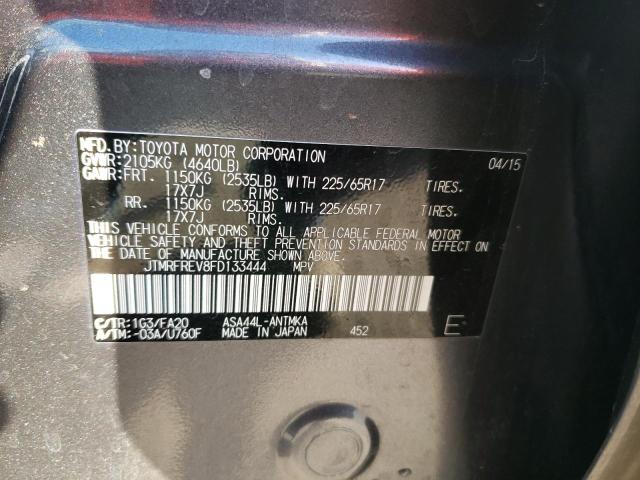 MFD. BY: TOYOTA MOTOR CORPORATION 04/15
GVWR: 2105KG (4640LB)
GAWR: FRT. 1150KG (2535LB) WITH 225/65R17 TIRES.
17X7J RIMS.
RR. 1150KG (2535LB) WITH 225/65R17 TIRES.
17X7J RIMS.
THIS VEHICLE CONFORMS TO ALL APPLICABLE FEDERAL MOTOR
VEHICLE SAFETY AND THEFT PREVENTION STANDARDS IN EFFECT ON
THE DATE OF MANUFACTURE SHOWN ABOVE.
JTMRFREV8FD133444 MPV
C/TR: 1G3/FA20 ASA44L-ANTMKA
A/TM: -03A/U760F MADE IN JAPAN 452 E